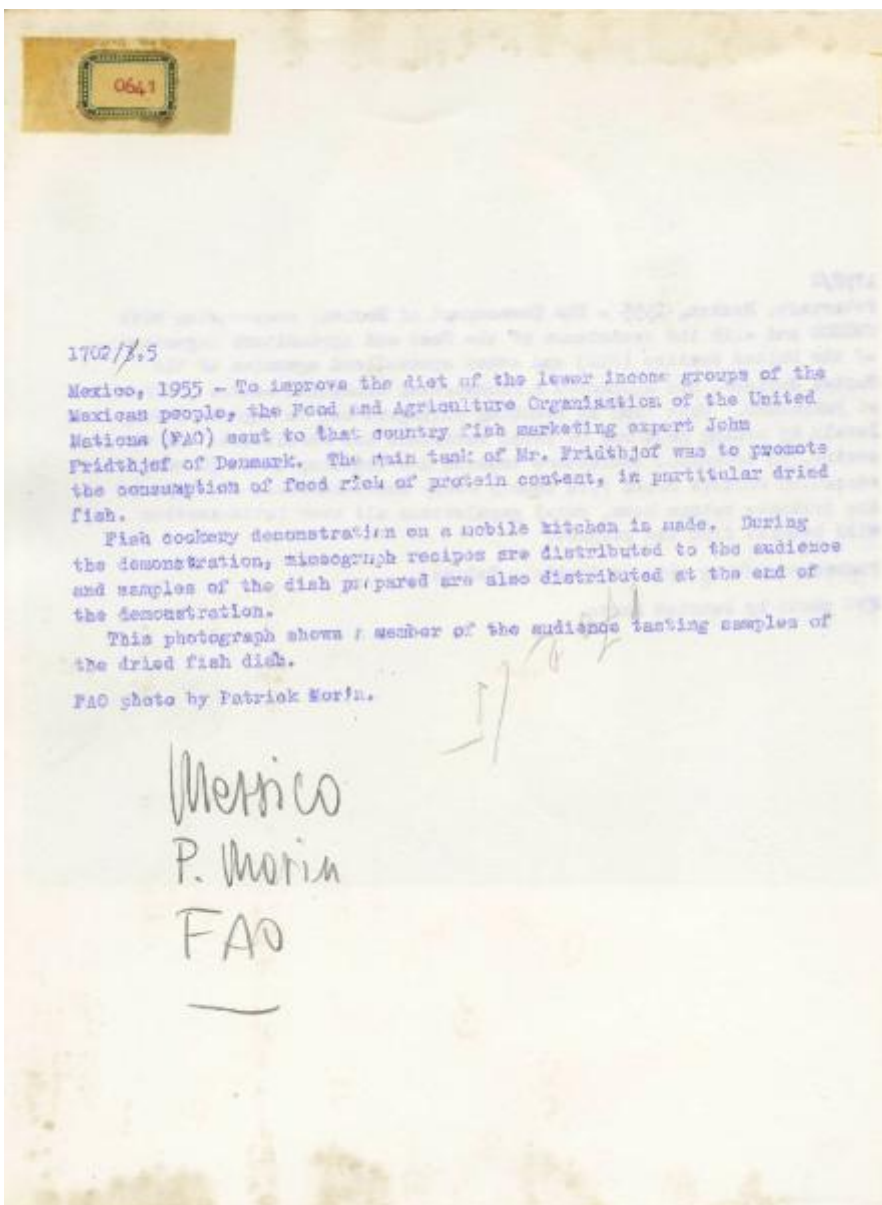 0641
1702/X.5
Mexico, 1955 - To improve the diet of the lower income groups of the
Mexican people, the Food and Agriculture Organisation of the United
Nations (FAO) sent to that country fish marketing expert John
Fridthjof of Denmark. The main task of Mr. Fridthjof was to promote
the consumption of food rich of protein content, in partitular dried
fish.
Fish cookery demonstration on a mobile kitchen is made. During
the demonstration, mimeograph recipes are distributed to the audience
and samples of the dish prepared are also distributed at the end of
the demonstration.
This photograph shows a member of the audience tasting samples of
the dried fish dish.
FAO photo by Patrick Morin.
Messico
P. Morin
FAO